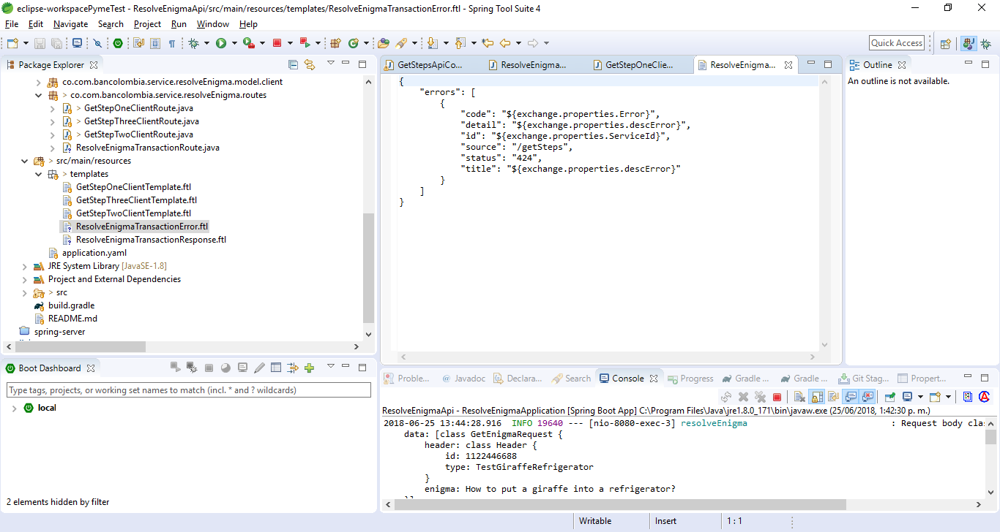 eclipse-workspacePymeTest - ResolveEnigmaApi/src/main/resources/templates/ResolveEnigmaTransactionError.ftl - Spring Tool Suite 4
File Edit Navigate Search Project Run Window Help
Quick Access
Package Explorer
co.com.bancolombia.service.resolveEnigma.model.client
> co.com.bancolombia.service.resolveEnigma.routes
> GetStepOneClientRoute.java
> GetStepThreeClientRoute.java
> GetStepTwoClientRoute.java
ResolveEnigmaTransactionRoute.java
> src/main/resources
> templates
GetStepOneClientTemplate.ftl
GetStepThreeClientTemplate.ftl
GetStepTwoClientTemplate.ftl
ResolveEnigmaTransactionError.ftl
ResolveEnigmaTransactionResponse.ftl
application.yaml
JRE System Library [JavaSE-1.8]
Project and External Dependencies
> src
build.gradle
README.md
spring-server
GetStepsApiCo... ResolveEnigma... GetStepOneClie... ResolveEnigma...
{
"errors": [
{
"code": "${exchange.properties.Error}",
"detail": "${exchange.properties.descError}",
"id": "${exchange.properties.ServiceId}",
"source": "/getSteps",
"status": "424",
"title": "${exchange.properties.descError}"
}
]
}
Outline
An outline is not available.
Boot Dashboard
Type tags, projects, or working set names to match (incl. * and ? wildcards)
local
2 elements hidden by filter
Proble... @ Javadoc Declara... Search Console Progress Gradle ... Gradle ... Git Stag... Propert...
ResolveEnigmaApi - ResolveEnigmaApplication [Spring Boot App] C:\Program Files\Java\jre1.8.0_171\bin\javaw.exe (25/06/2018, 1:42:30 p. m.)
2018-06-25 13:44:28.916 INFO 19640 --- [nio-8080-exec-3] resolveEnigma : Request body clas
data: [class GetEnigmaRequest {
header: class Header {
id: 1122446688
type: TestGiraffeRefrigerator
}
enigma: How to put a giraffe into a refrigerator?
Writable Insert 1 : 1